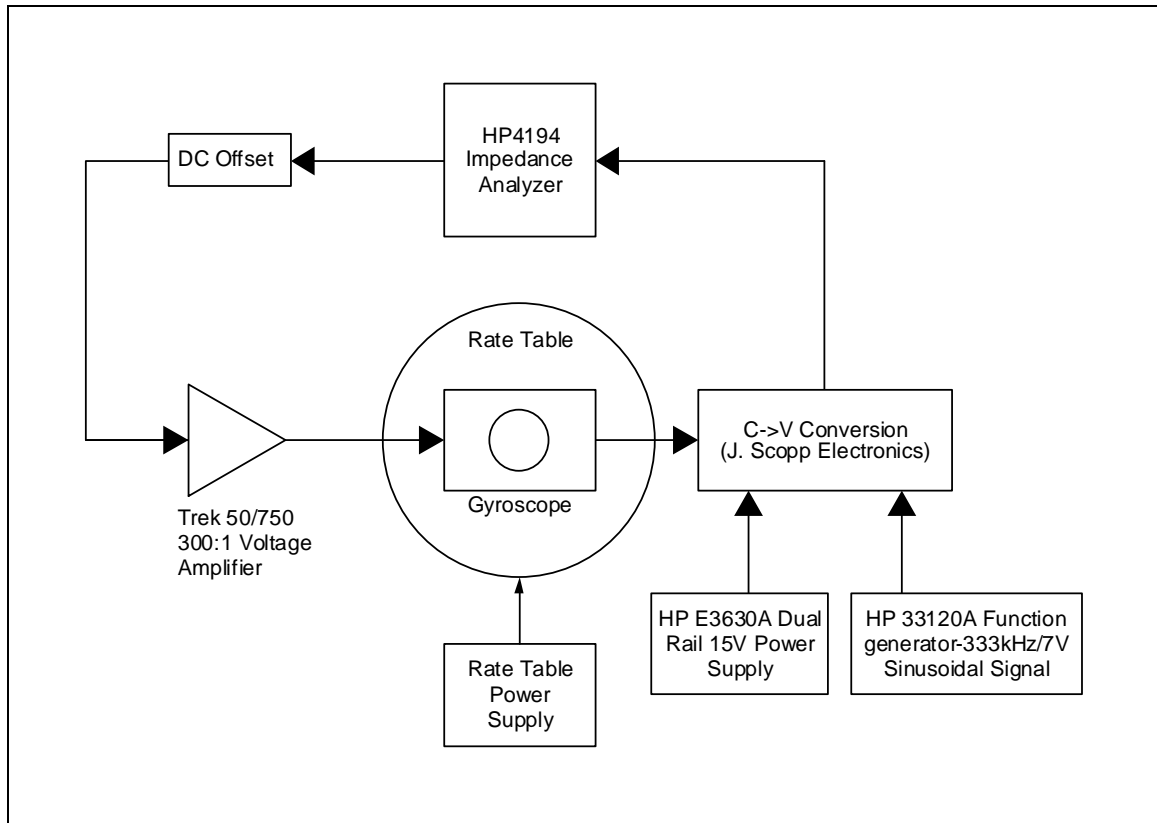 HP4194
Impedance
Analyzer
DC Offset
Rate Table
Gyroscope
C->V Conversion
(J. Scopp Electronics)
Trek 50/750
300:1 Voltage
Amplifier
HP E3630A Dual
Rail 15V Power
Supply
HP 33120A Function
generator-333kHz/7V
Sinusoidal Signal
Rate Table
Power
Supply